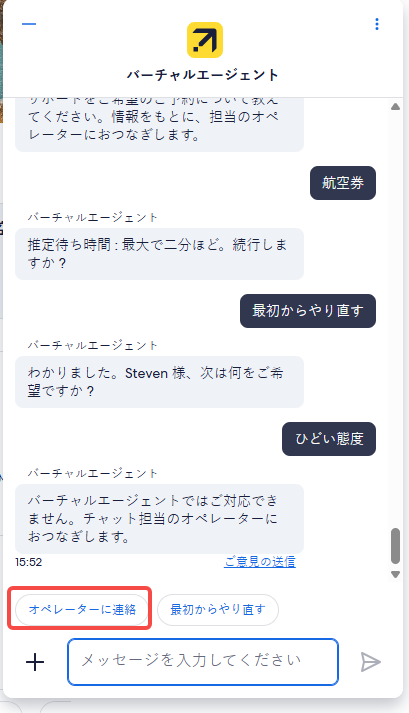 バーチャルエージェント
サポートをご希望のご予約について教え
てください。情報をもとに、担当のオペ
レーターにおつなぎします。
航空券
バーチャルエージェント
推定待ち時間 : 最大で二分ほど。続行しま
すか ?
最初からやり直す
バーチャルエージェント
わかりました。Steven 様、次は何をご希
望ですか ?
ひどい態度
バーチャルエージェント
バーチャルエージェントではご対応でき
ません。チャット担当のオペレーターに
おつなぎします。
15:52 ご意見の送信
オペレーターに連絡 最初からやり直す
メッセージを入力してください